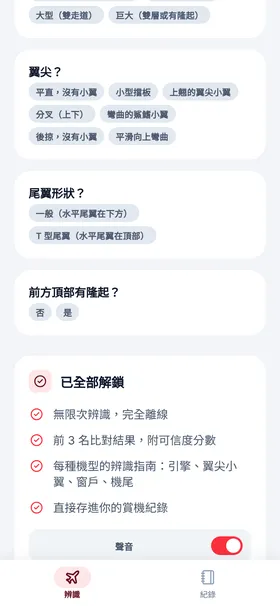 大型（雙走道）
巨大（雙層或有隆起）
翼尖？
平直，沒有小翼
小型擋板
上翹的翼尖小翼
分叉（上下）
彎曲的鯊鰭小翼
後掠，沒有小翼
平滑向上彎曲
尾翼形狀？
一般（水平尾翼在下方）
T 型尾翼（水平尾翼在頂部）
前方頂部有隆起？
否
是
已全部解鎖
無限次辨識，完全離線
前 3 名比對結果，附可信度分數
每種機型的辨識指南：引擎、翼尖小
翼、窗戶、機尾
直接存進你的賞機紀錄
聲音
辨識
紀錄